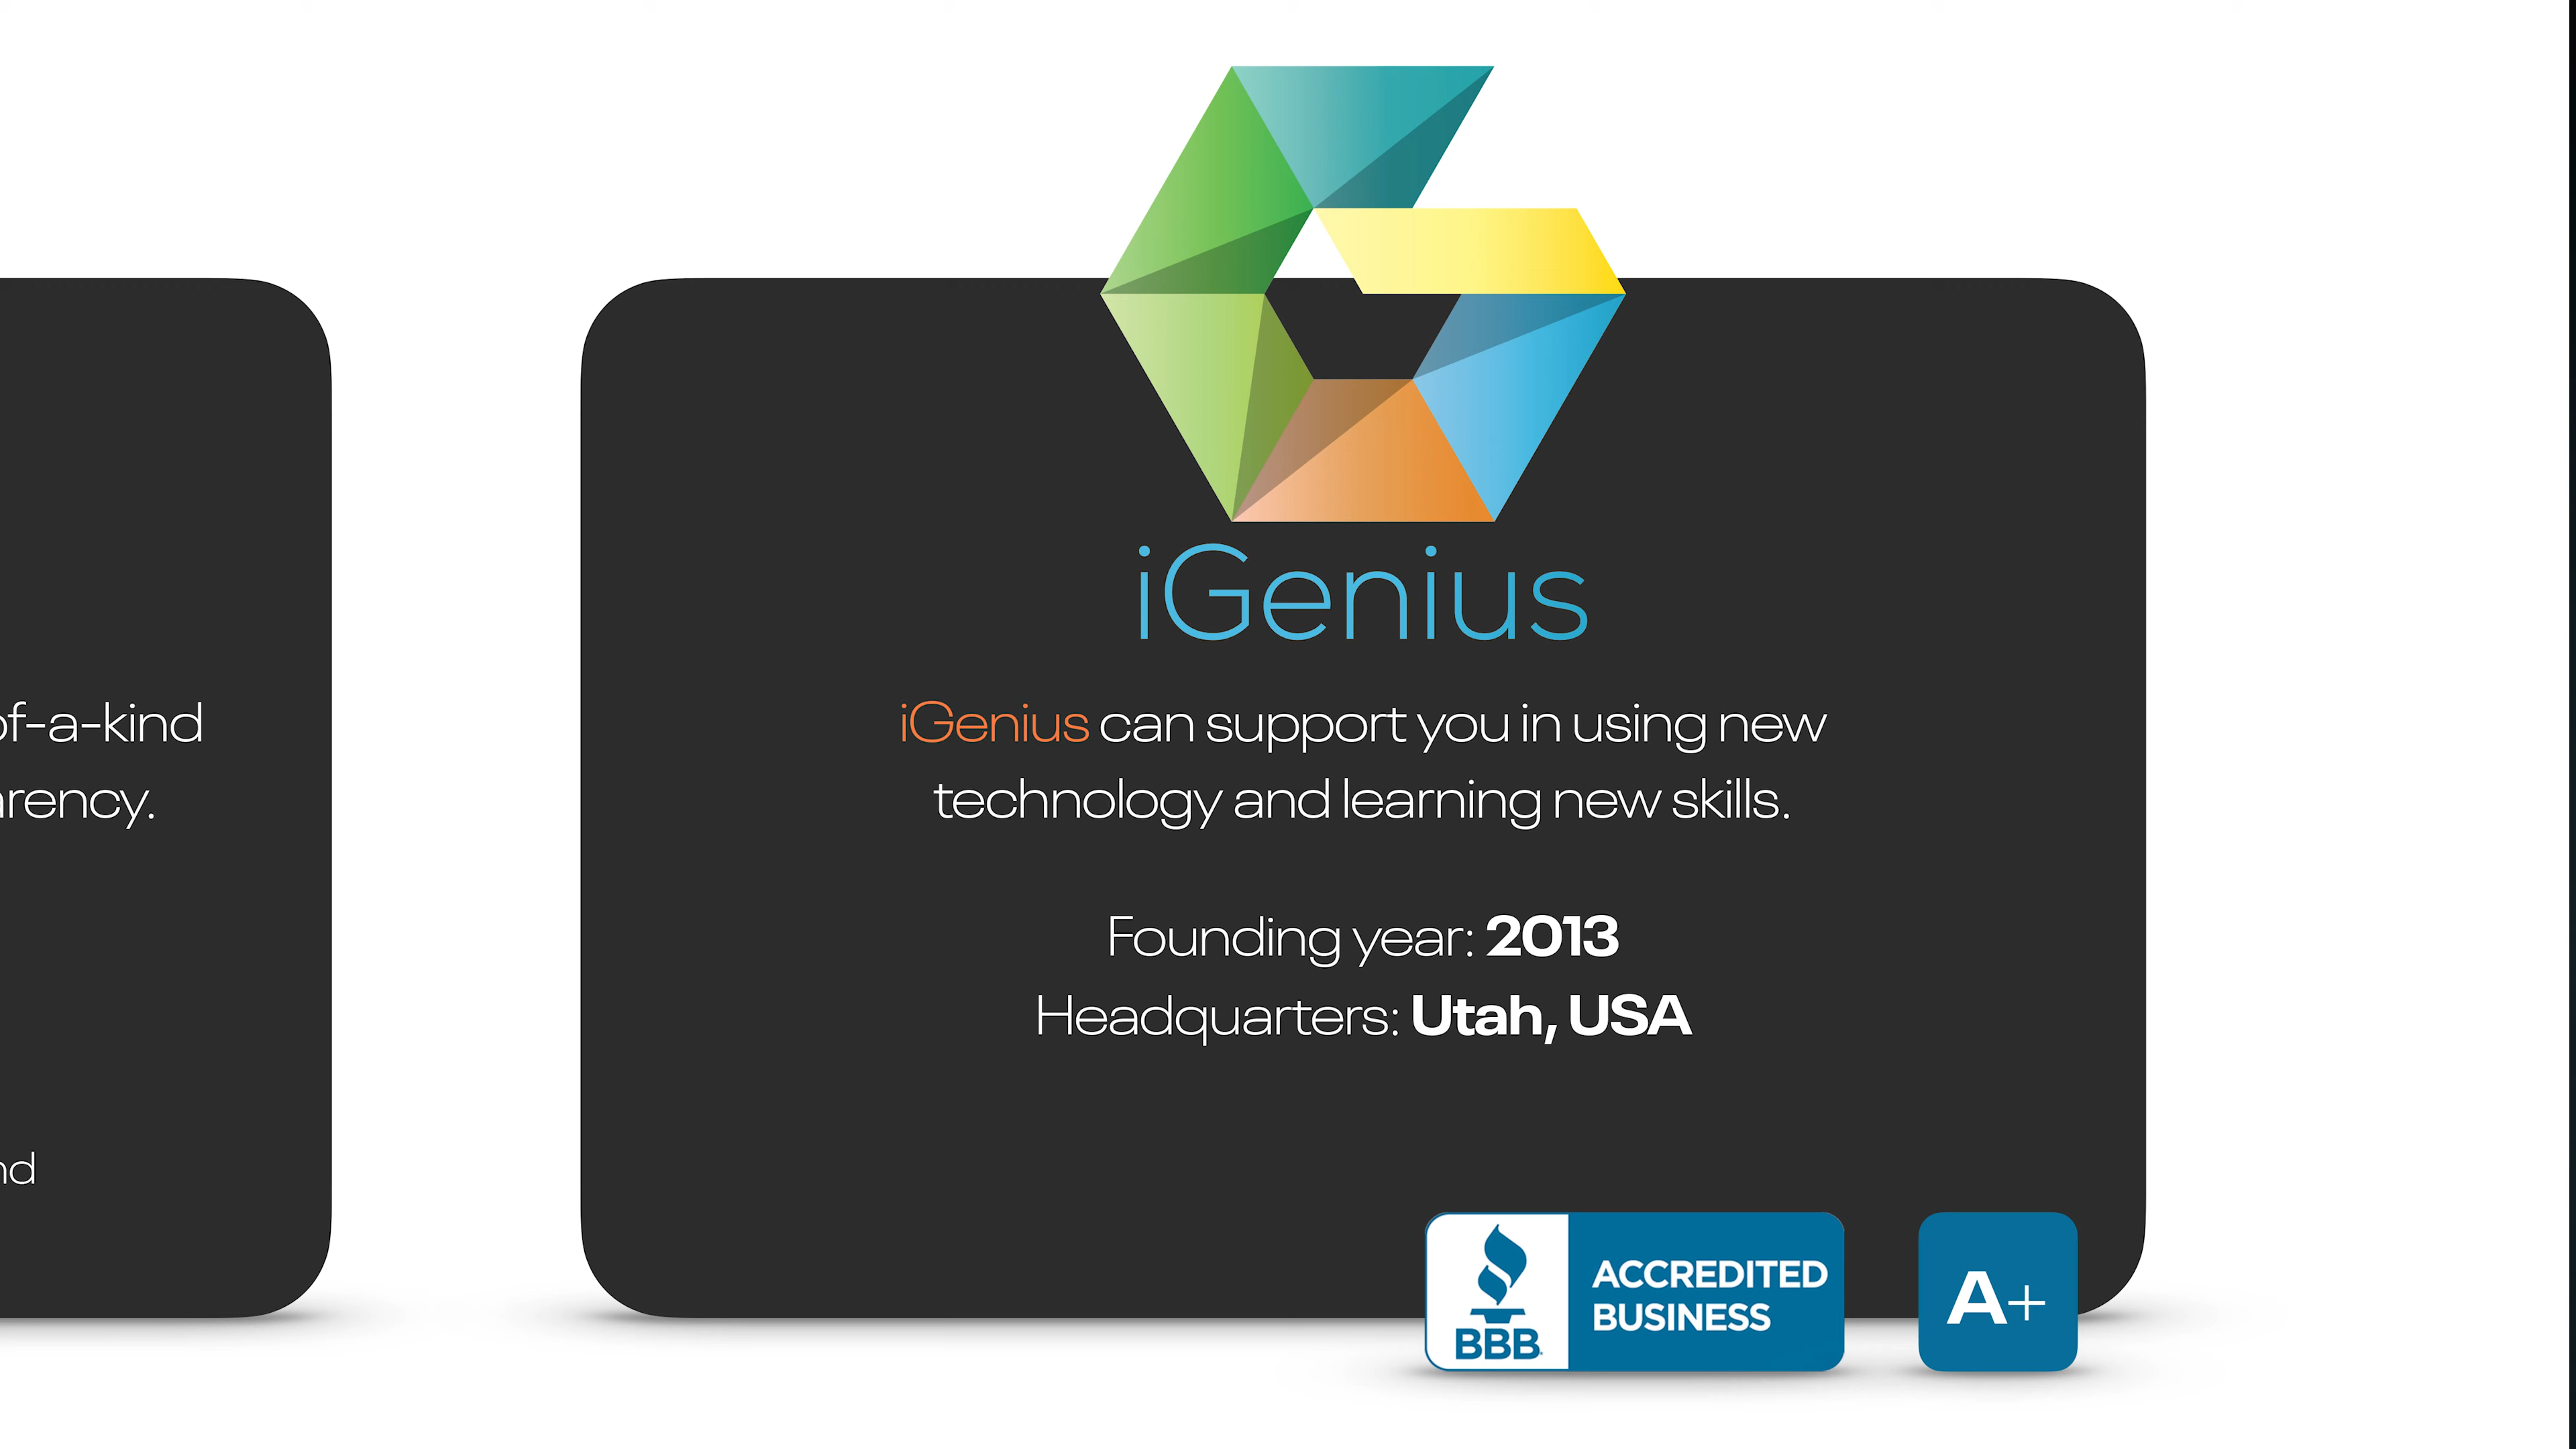 of-a-kind
arency.
nd
iGenius
iGenius can support you in using new
technology and learning new skills.
Founding year: 2013
Headquarters: Utah, USA
BBB
ACCREDITED
BUSINESS
A+